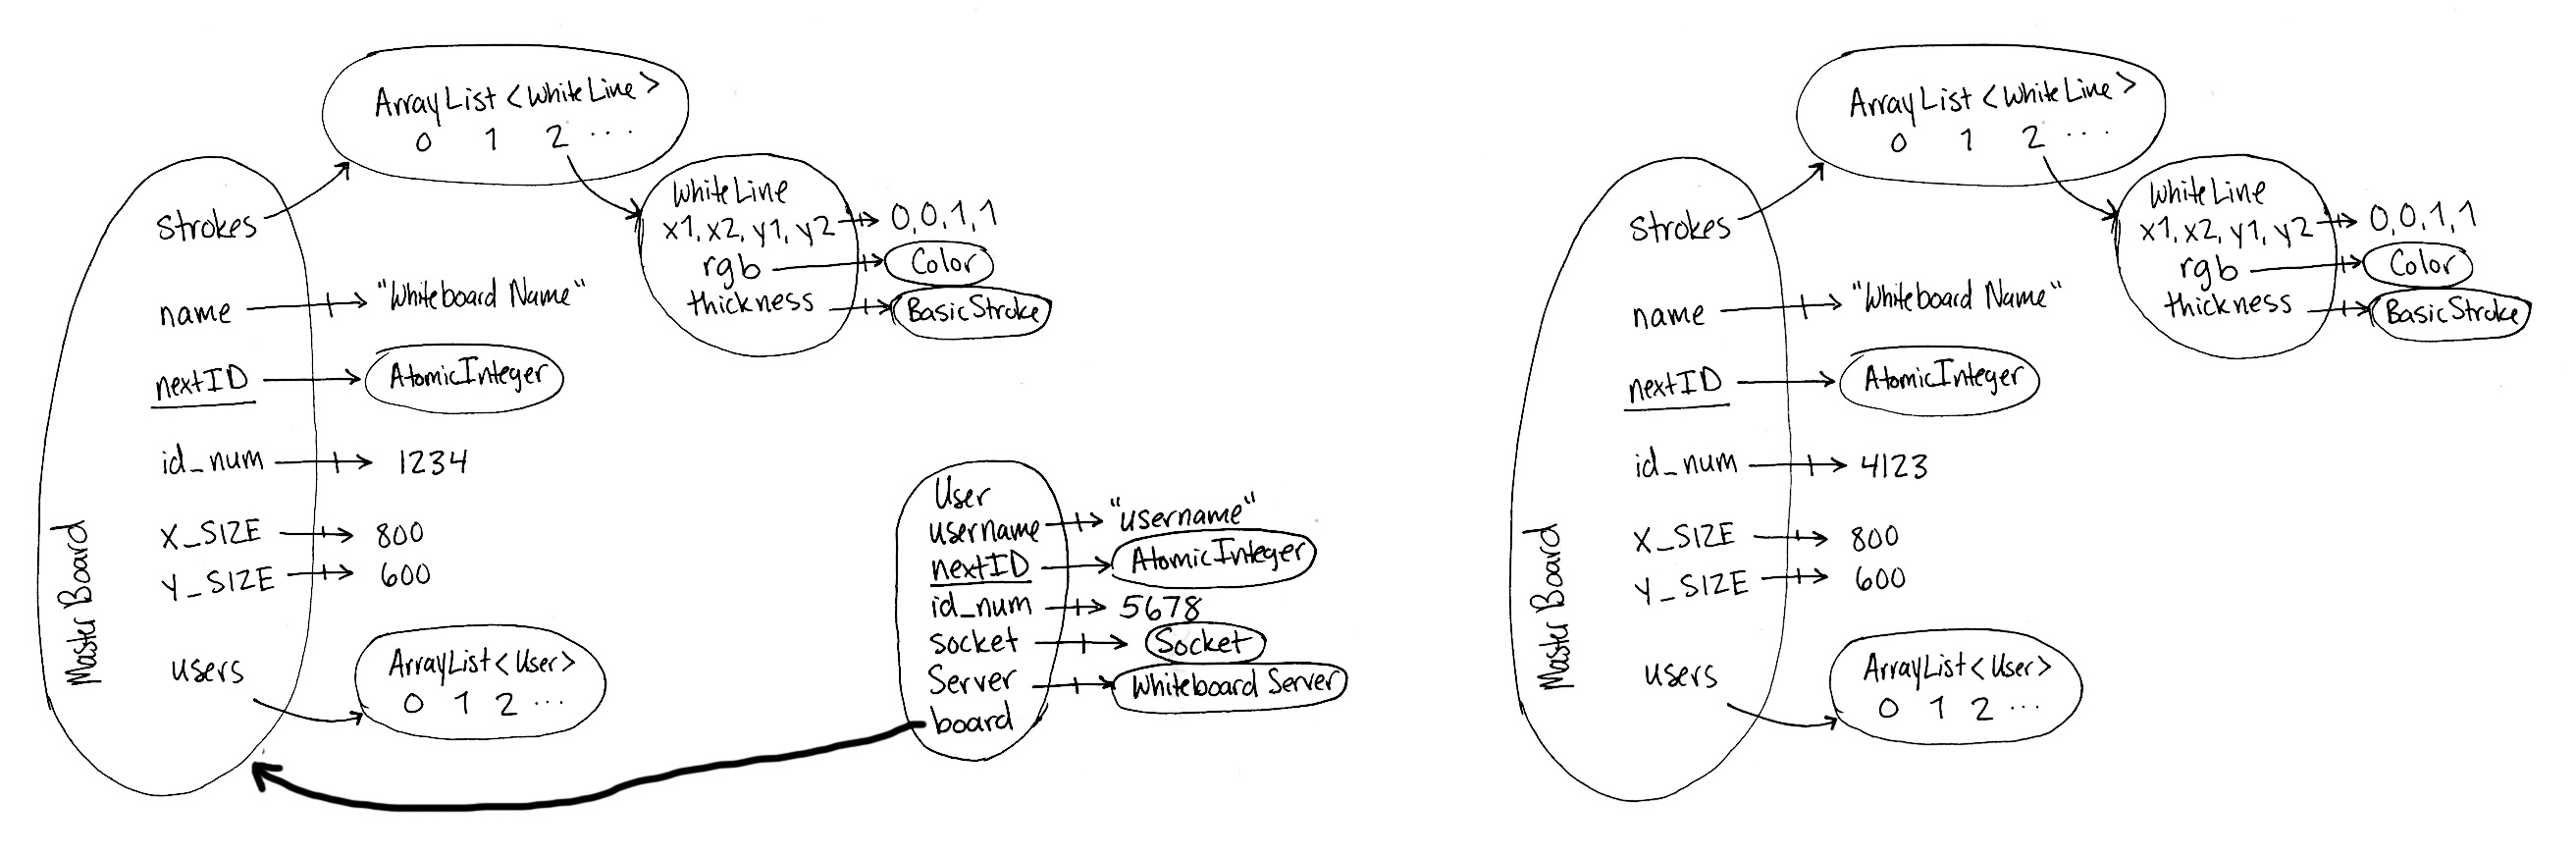 ArrayList <WhiteLine>
0 1 2 ...
WhiteLine
x1, x2, y1, y2 0,0,1,1
rgb Color
thickness BasicStroke
Master Board
strokes
name "Whiteboard Name"
nextID AtomicInteger
id_num 1234
X_SIZE 800
Y_SIZE 600
users
ArrayList <User>
0 1 2 ...
User
username "username"
nextID AtomicInteger
id_num 5678
socket Socket
Server Whiteboard Server
board
ArrayList <WhiteLine>
0 1 2 ...
WhiteLine
x1, x2, y1, y2 0,0,1,1
rgb Color
thickness BasicStroke
Master Board
strokes
name "Whiteboard Name"
nextID AtomicInteger
id_num 4123
X_SIZE 800
Y_SIZE 600
users
ArrayList <User>
0 1 2 ...